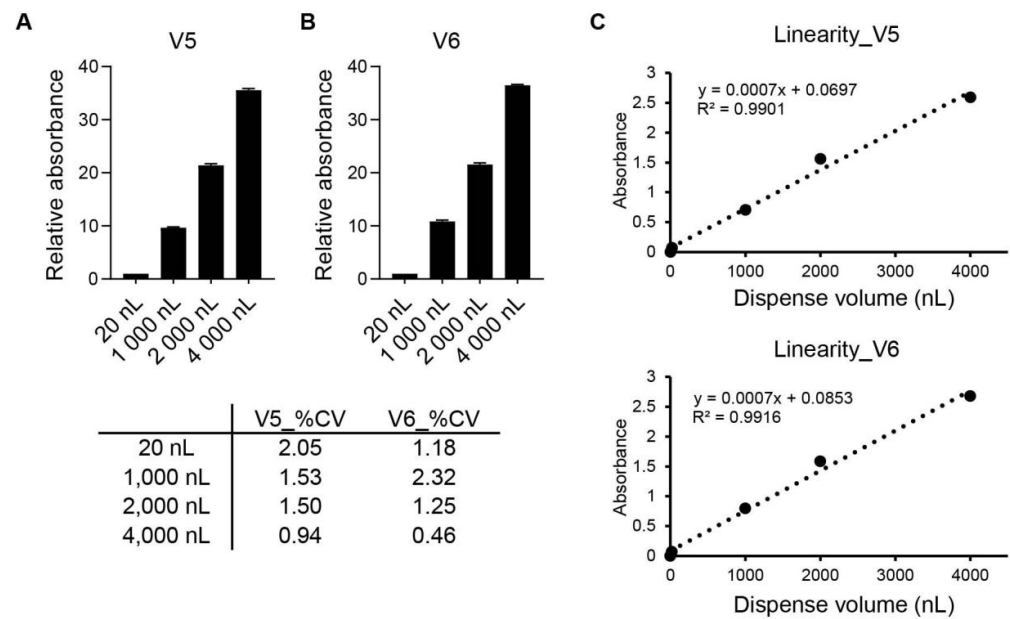 A
V5
Relative absorbance
40
30
20
10
0
20 nL
1 000 nL
2 000 nL
4 000 nL
B
V6
Relative absorbance
40
30
20
10
0
20 nL
1 000 nL
2 000 nL
4 000 nL
V5_%CV V6_%CV
20 nL 2.05 1.18
1,000 nL 1.53 2.32
2,000 nL 1.50 1.25
4,000 nL 0.94 0.46
C
Linearity_V5
y = 0.0007x + 0.0697
R² = 0.9901
Absorbance
3
2.5
2
1.5
1
0.5
0
0 1000 2000 3000 4000
Dispense volume (nL)
Linearity_V6
y = 0.0007x + 0.0853
R² = 0.9916
Absorbance
3
2.5
2
1.5
1
0.5
0
0 1000 2000 3000 4000
Dispense volume (nL)